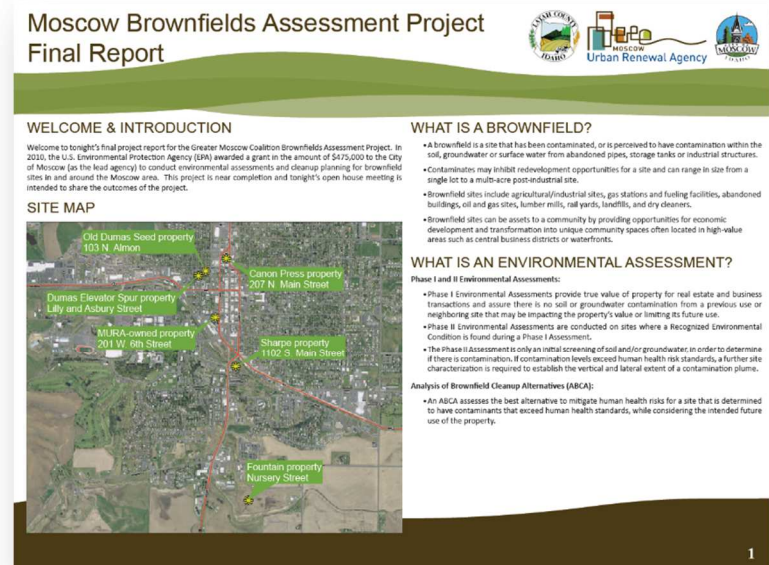 Moscow Brownfields Assessment Project
Final Report
LATAH COUNTY
IDAHO
MOSCOW
Urban Renewal Agency
MOSCOW
IDAHO
WELCOME & INTRODUCTION
Welcome to tonight's final project report for the Greater Moscow Coalition Brownfields Assessment Project. In
2010, the U.S. Environmental Protection Agency (EPA) awarded a grant in the amount of $475,000 to the City
of Moscow (as the lead agency) to conduct environmental assessments and cleanup planning for brownfield
sites in and around the Moscow area. This project is near completion and tonight's open house meeting is
intended to share the outcomes of the project.
SITE MAP
Old Dumas Seed property
103 N. Almon
Canon Press property
207 N. Main Street
Dumas Elevator Spur property
Lilly and Asbury Street
MURA-owned property
201 W. 6th Street
Sharpe property
1102 S. Main Street
Fountain property
Nursery Street
WHAT IS A BROWNFIELD?
• A brownfield is a site that has been contaminated, or is perceived to have contamination within the
soil, groundwater or surface water from abandoned pipes, storage tanks or industrial structures.
• Contaminates may inhibit redevelopment opportunities for a site and can range in size from a
single lot to a multi-acre post-industrial site.
• Brownfield sites include agricultural/industrial sites, gas stations and fueling facilities, abandoned
buildings, oil and gas sites, lumber mills, rail yards, landfills, and dry cleaners.
• Brownfield sites can be assets to a community by providing opportunities for economic
development and transformation into unique community spaces often located in high-value
areas such as central business districts or waterfronts.
WHAT IS AN ENVIRONMENTAL ASSESSMENT?
Phase I and II Environmental Assessments:
• Phase I Environmental Assessments provide true value of property for real estate and business
transactions and assure there is no soil or groundwater contamination from a previous use or
neighboring site that may be impacting the property's value or limiting its future use.
• Phase II Environmental Assessments are conducted on sites where a Recognized Environmental
Condition is found during a Phase I Assessment.
• The Phase II Assessment is only an initial screening of soil and/or groundwater, in order to determine
if there is contamination. If contamination levels exceed human health risk standards, a further site
characterization is required to establish the vertical and lateral extent of a contamination plume.
Analysis of Brownfield Cleanup Alternatives (ABCA):
• An ABCA assesses the best alternative to mitigate human health risks for a site that is determined
to have contaminants that exceed human health standards, while considering the intended future
use of the property.
1